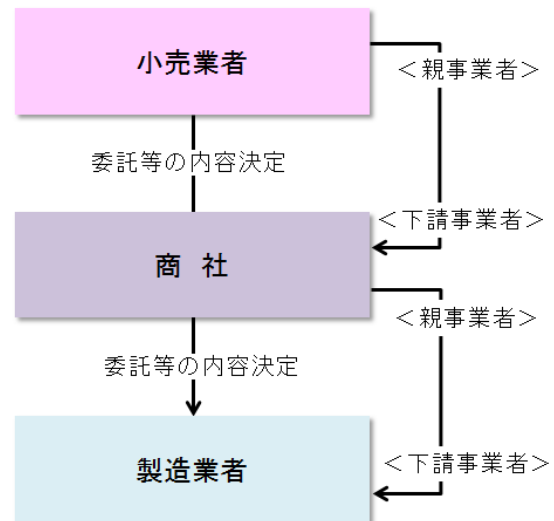 小売業者
＜親事業者＞
委託等の内容決定
＜下請事業者＞
商 社
＜親事業者＞
委託等の内容決定
＜下請事業者＞
製造業者